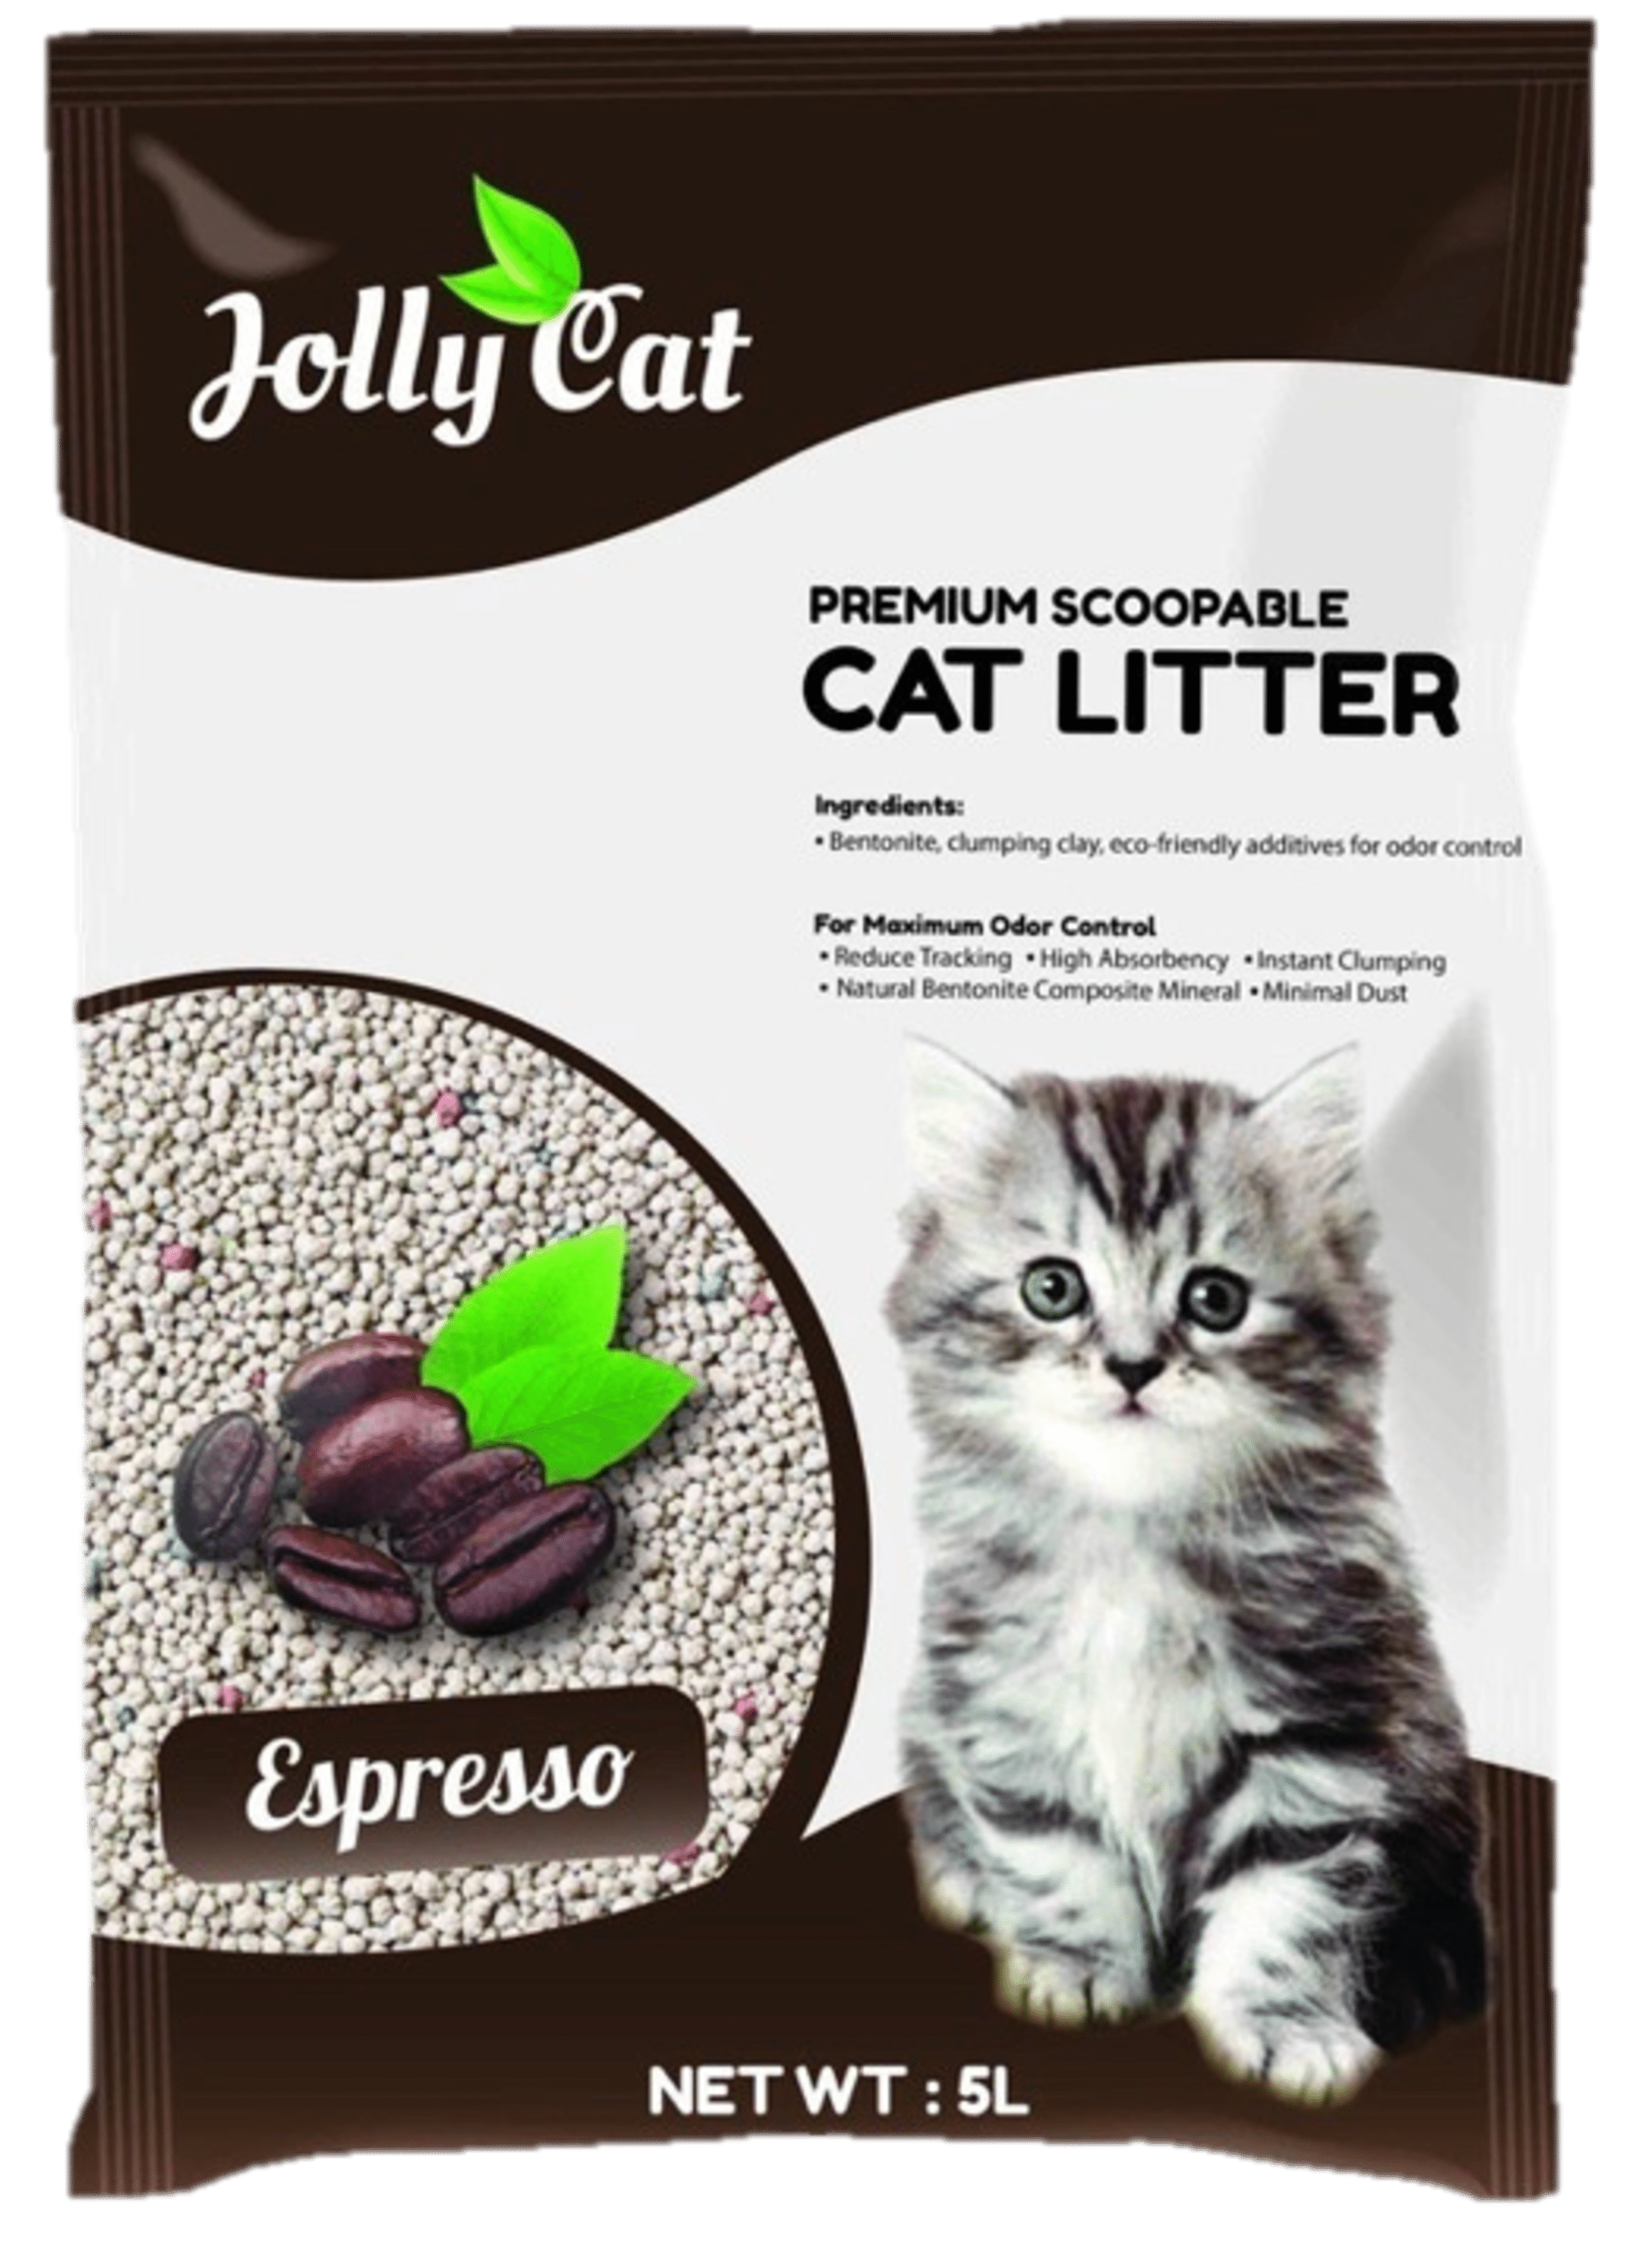 Jolly Cat
PREMIUM SCOOPABLE
CAT LITTER
Ingredients:
• Bentonite, clumping clay, eco-friendly additives for odor control
For Maximum Odor Control
• Reduce Tracking • High Absorbency • Instant Clumping
• Natural Bentonite Composite Mineral • Minimal Dust
Espresso
NET WT : 5L